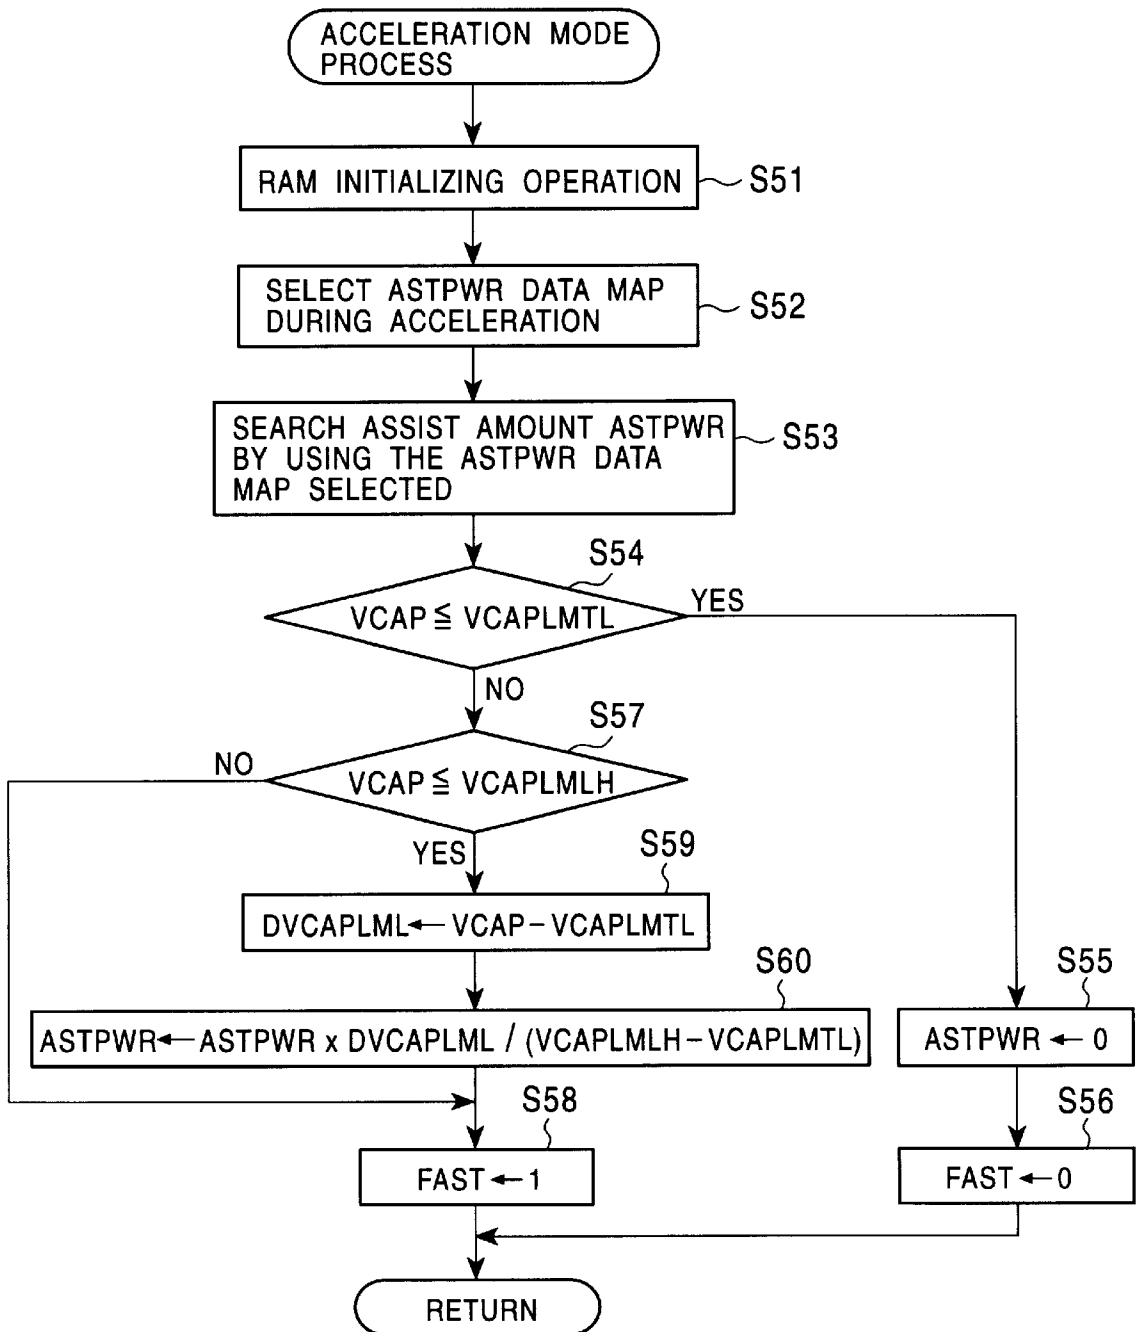 ACCELERATION MODE
PROCESS
RAM INITIALIZING OPERATION
S51
SELECT ASTPWR DATA MAP
DURING ACCELERATION
S52
SEARCH ASSIST AMOUNT ASTPWR
BY USING THE ASTPWR DATA
MAP SELECTED
S53
S54
VCAP ≦ VCAPLMTL
YES
NO
S57
NO
VCAP ≦ VCAPLMLH
YES
S59
DVCAPLML ← VCAP - VCAPLMTL
S60
ASTPWR ← ASTPWR x DVCAPLML / (VCAPLMLH - VCAPLMTL)
S55
ASTPWR ← 0
S58
FAST ← 1
S56
FAST ← 0
RETURN